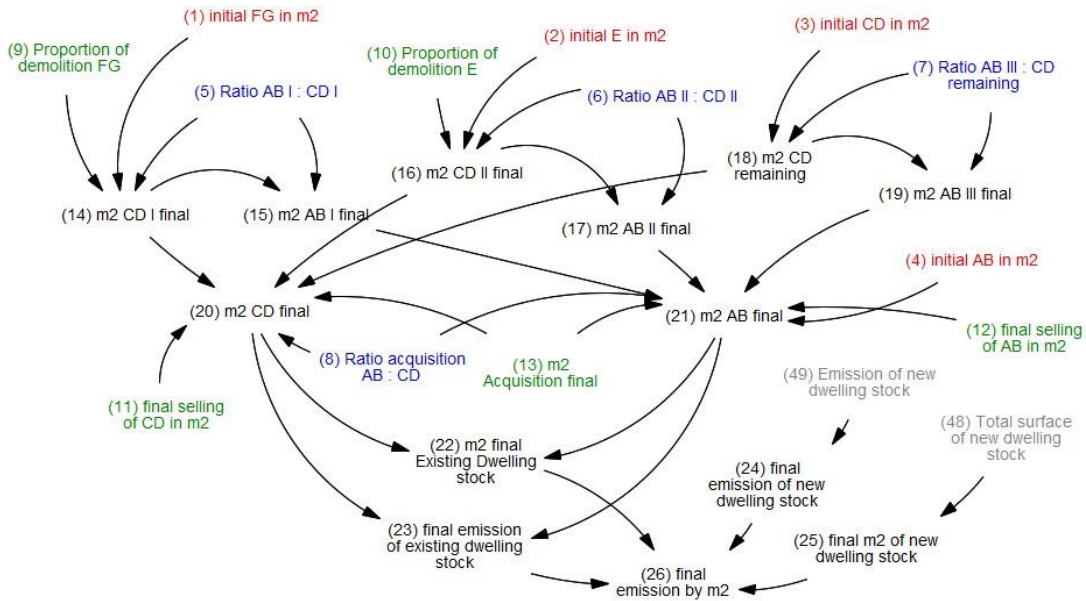 (1) initial FG in m2
(9) Proportion of
demolition FG
(5) Ratio AB I : CD I
(10) Proportion of
demolition E
(2) initial E in m2
(6) Ratio AB II : CD II
(3) initial CD in m2
(7) Ratio AB III : CD
remaining
(14) m2 CD I final
(15) m2 AB I final
(16) m2 CD II final
(17) m2 AB II final
(18) m2 CD
remaining
(19) m2 AB III final
(4) initial AB in m2
(20) m2 CD final
(21) m2 AB final
(8) Ratio acquisition
AB : CD
(13) m2
Acquisition final
(12) final selling
of AB in m2
(11) final selling
of CD in m2
(49) Emission of new
dwelling stock
(48) Total surface
of new dwelling
stock
(22) m2 final
Existing Dwelling
stock
(24) final
emission of new
dwelling stock
(23) final emission
of existing dwelling
stock
(25) final m2 of new
dwelling stock
(26) final
emission by m2